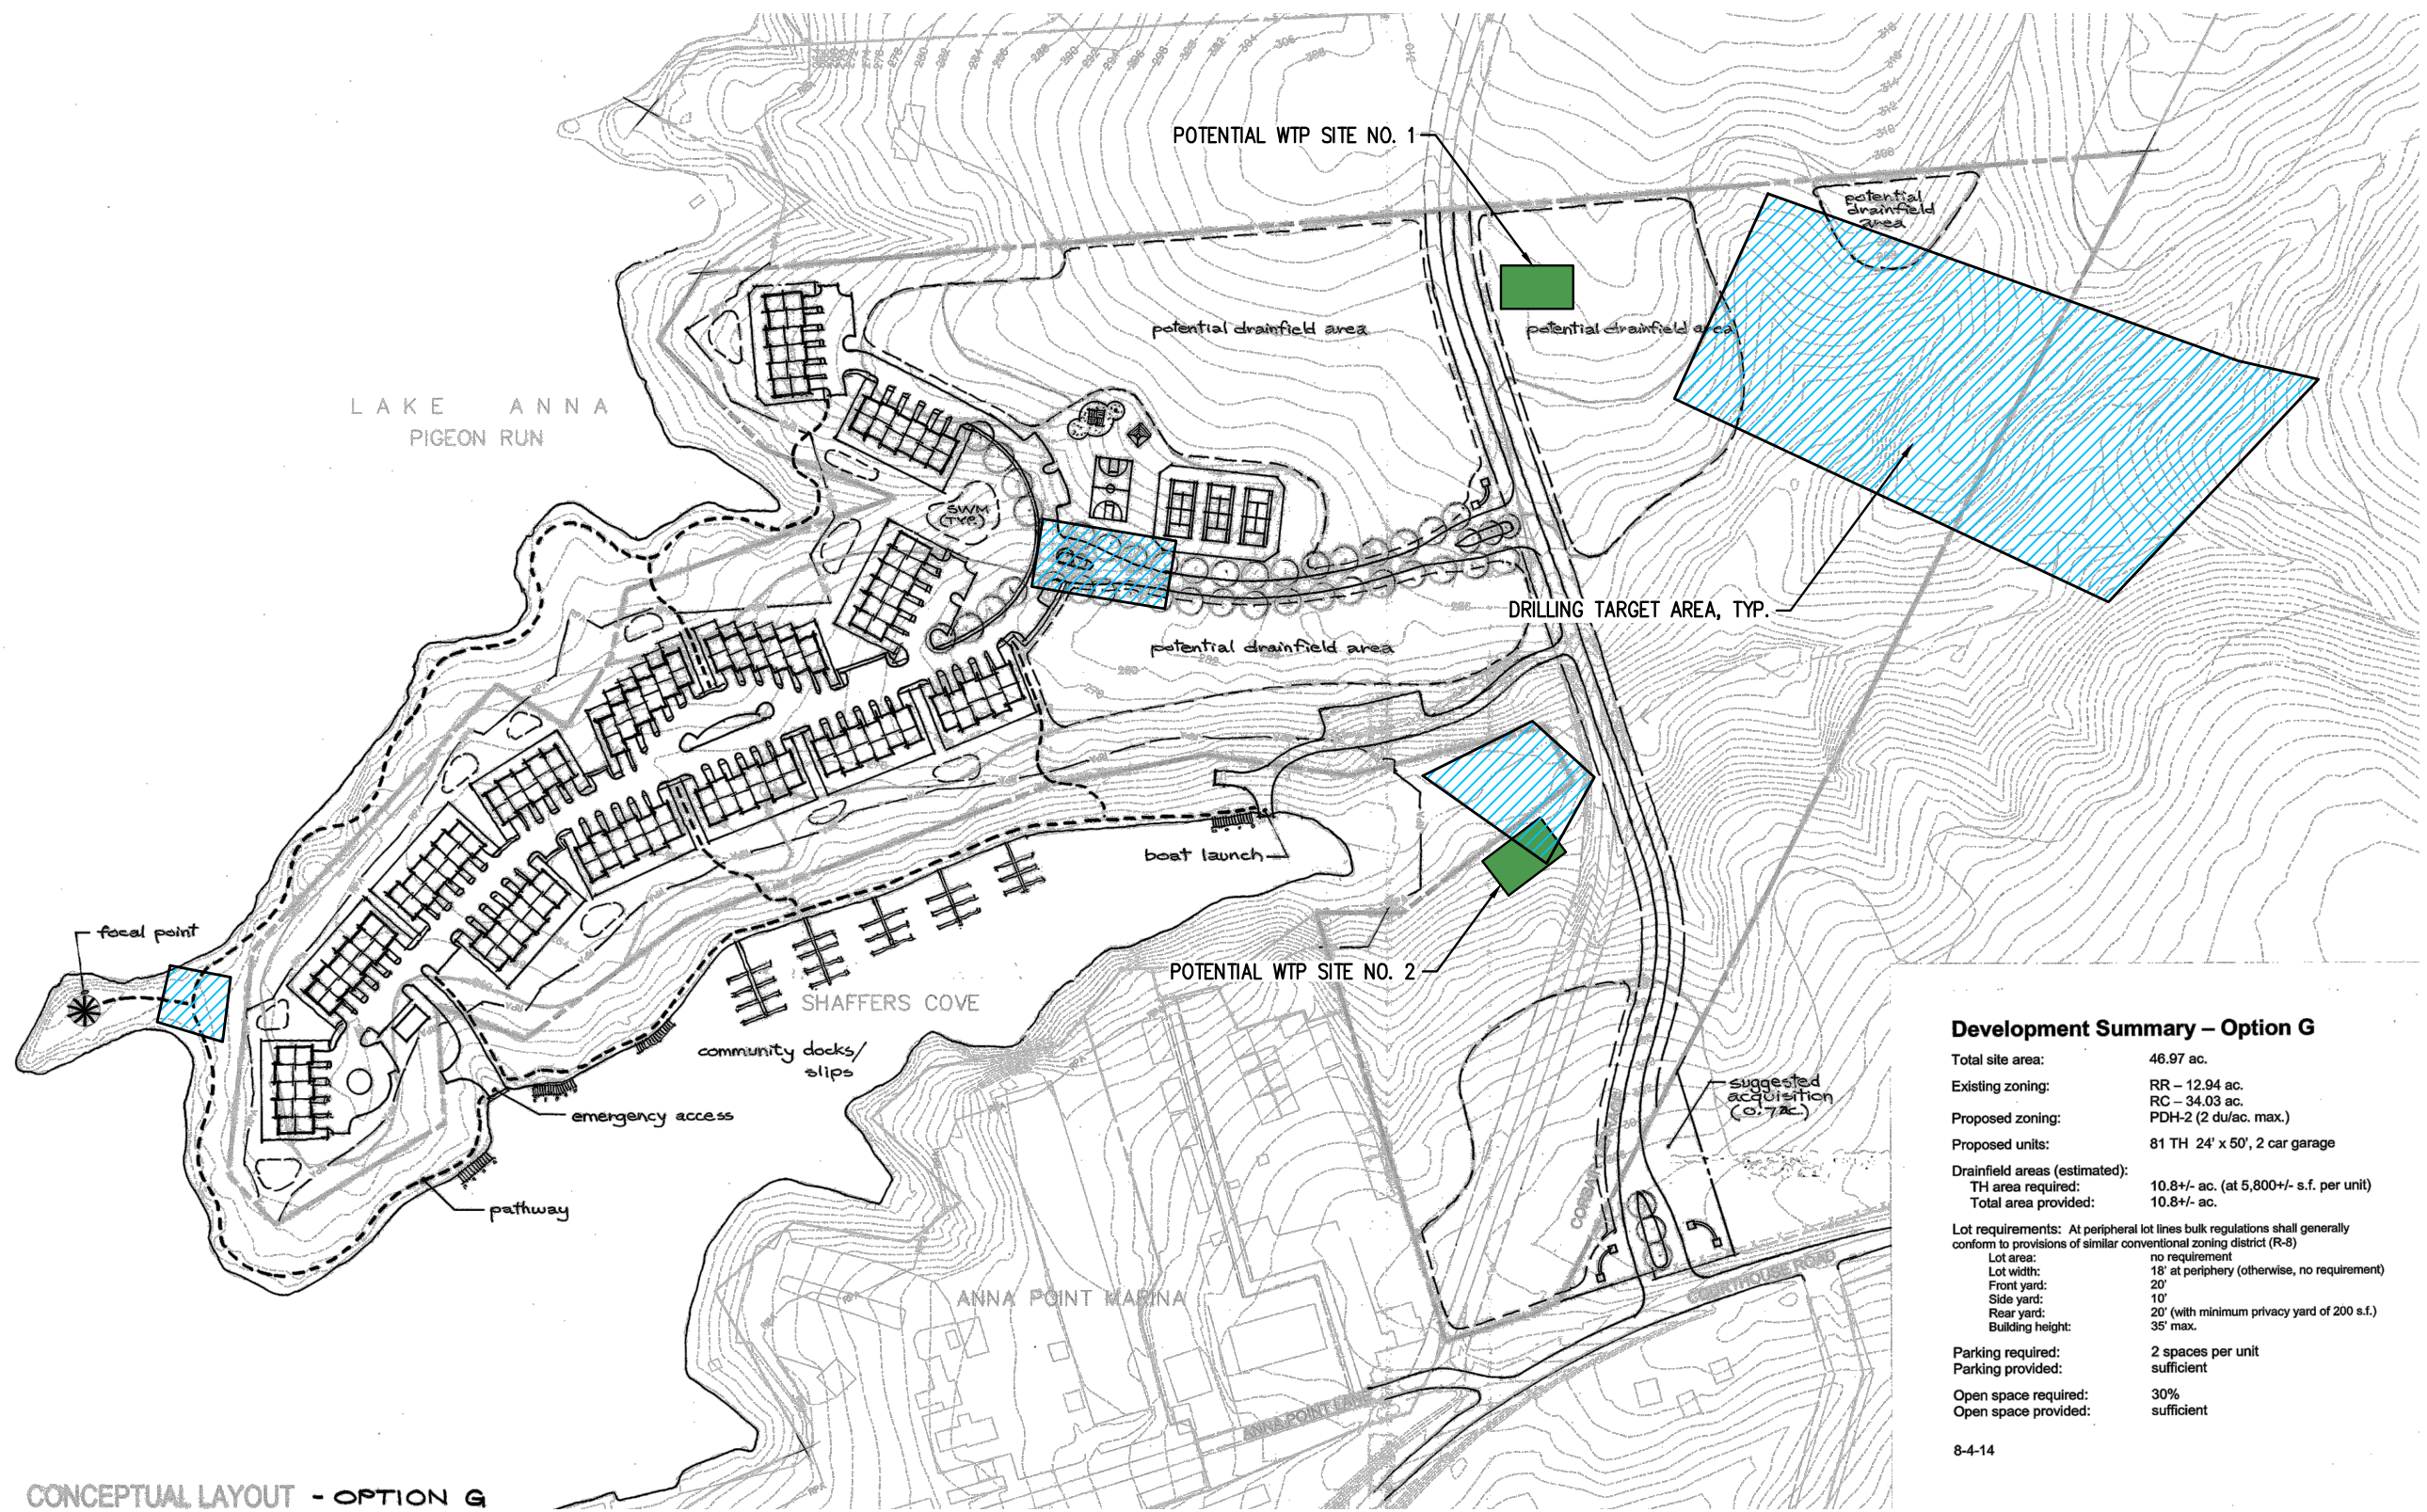 POTENTIAL WTP SITE NO. 1
potential
drainfield
area
potential drainfield area
potential drainfield area
LAKE ANNA
PIGEON RUN
SWM
(TYP.)
DRILLING TARGET AREA, TYP.
potential drainfield area
boat launch
focal point
POTENTIAL WTP SITE NO. 2
SHAFFERS COVE
community docks/
slips
emergency access
pathway
suggested
acquisition
(0.7ac.)
ANNA POINT MARINA
COURTHOUSE ROAD
ANNA POINT LANE
Development Summary – Option G
Total site area: 46.97 ac.
Existing zoning: RR – 12.94 ac.
RC – 34.03 ac.
Proposed zoning: PDH-2 (2 du/ac. max.)
Proposed units: 81 TH 24' x 50', 2 car garage
Drainfield areas (estimated):
TH area required: 10.8+/- ac. (at 5,800+/- s.f. per unit)
Total area provided: 10.8+/- ac.
Lot requirements: At peripheral lot lines bulk regulations shall generally
conform to provisions of similar conventional zoning district (R-8)
Lot area: no requirement
Lot width: 18' at periphery (otherwise, no requirement)
Front yard: 20'
Side yard: 10'
Rear yard: 20' (with minimum privacy yard of 200 s.f.)
Building height: 35' max.
Parking required: 2 spaces per unit
Parking provided: sufficient
Open space required: 30%
Open space provided: sufficient
8-4-14
CONCEPTUAL LAYOUT - OPTION G